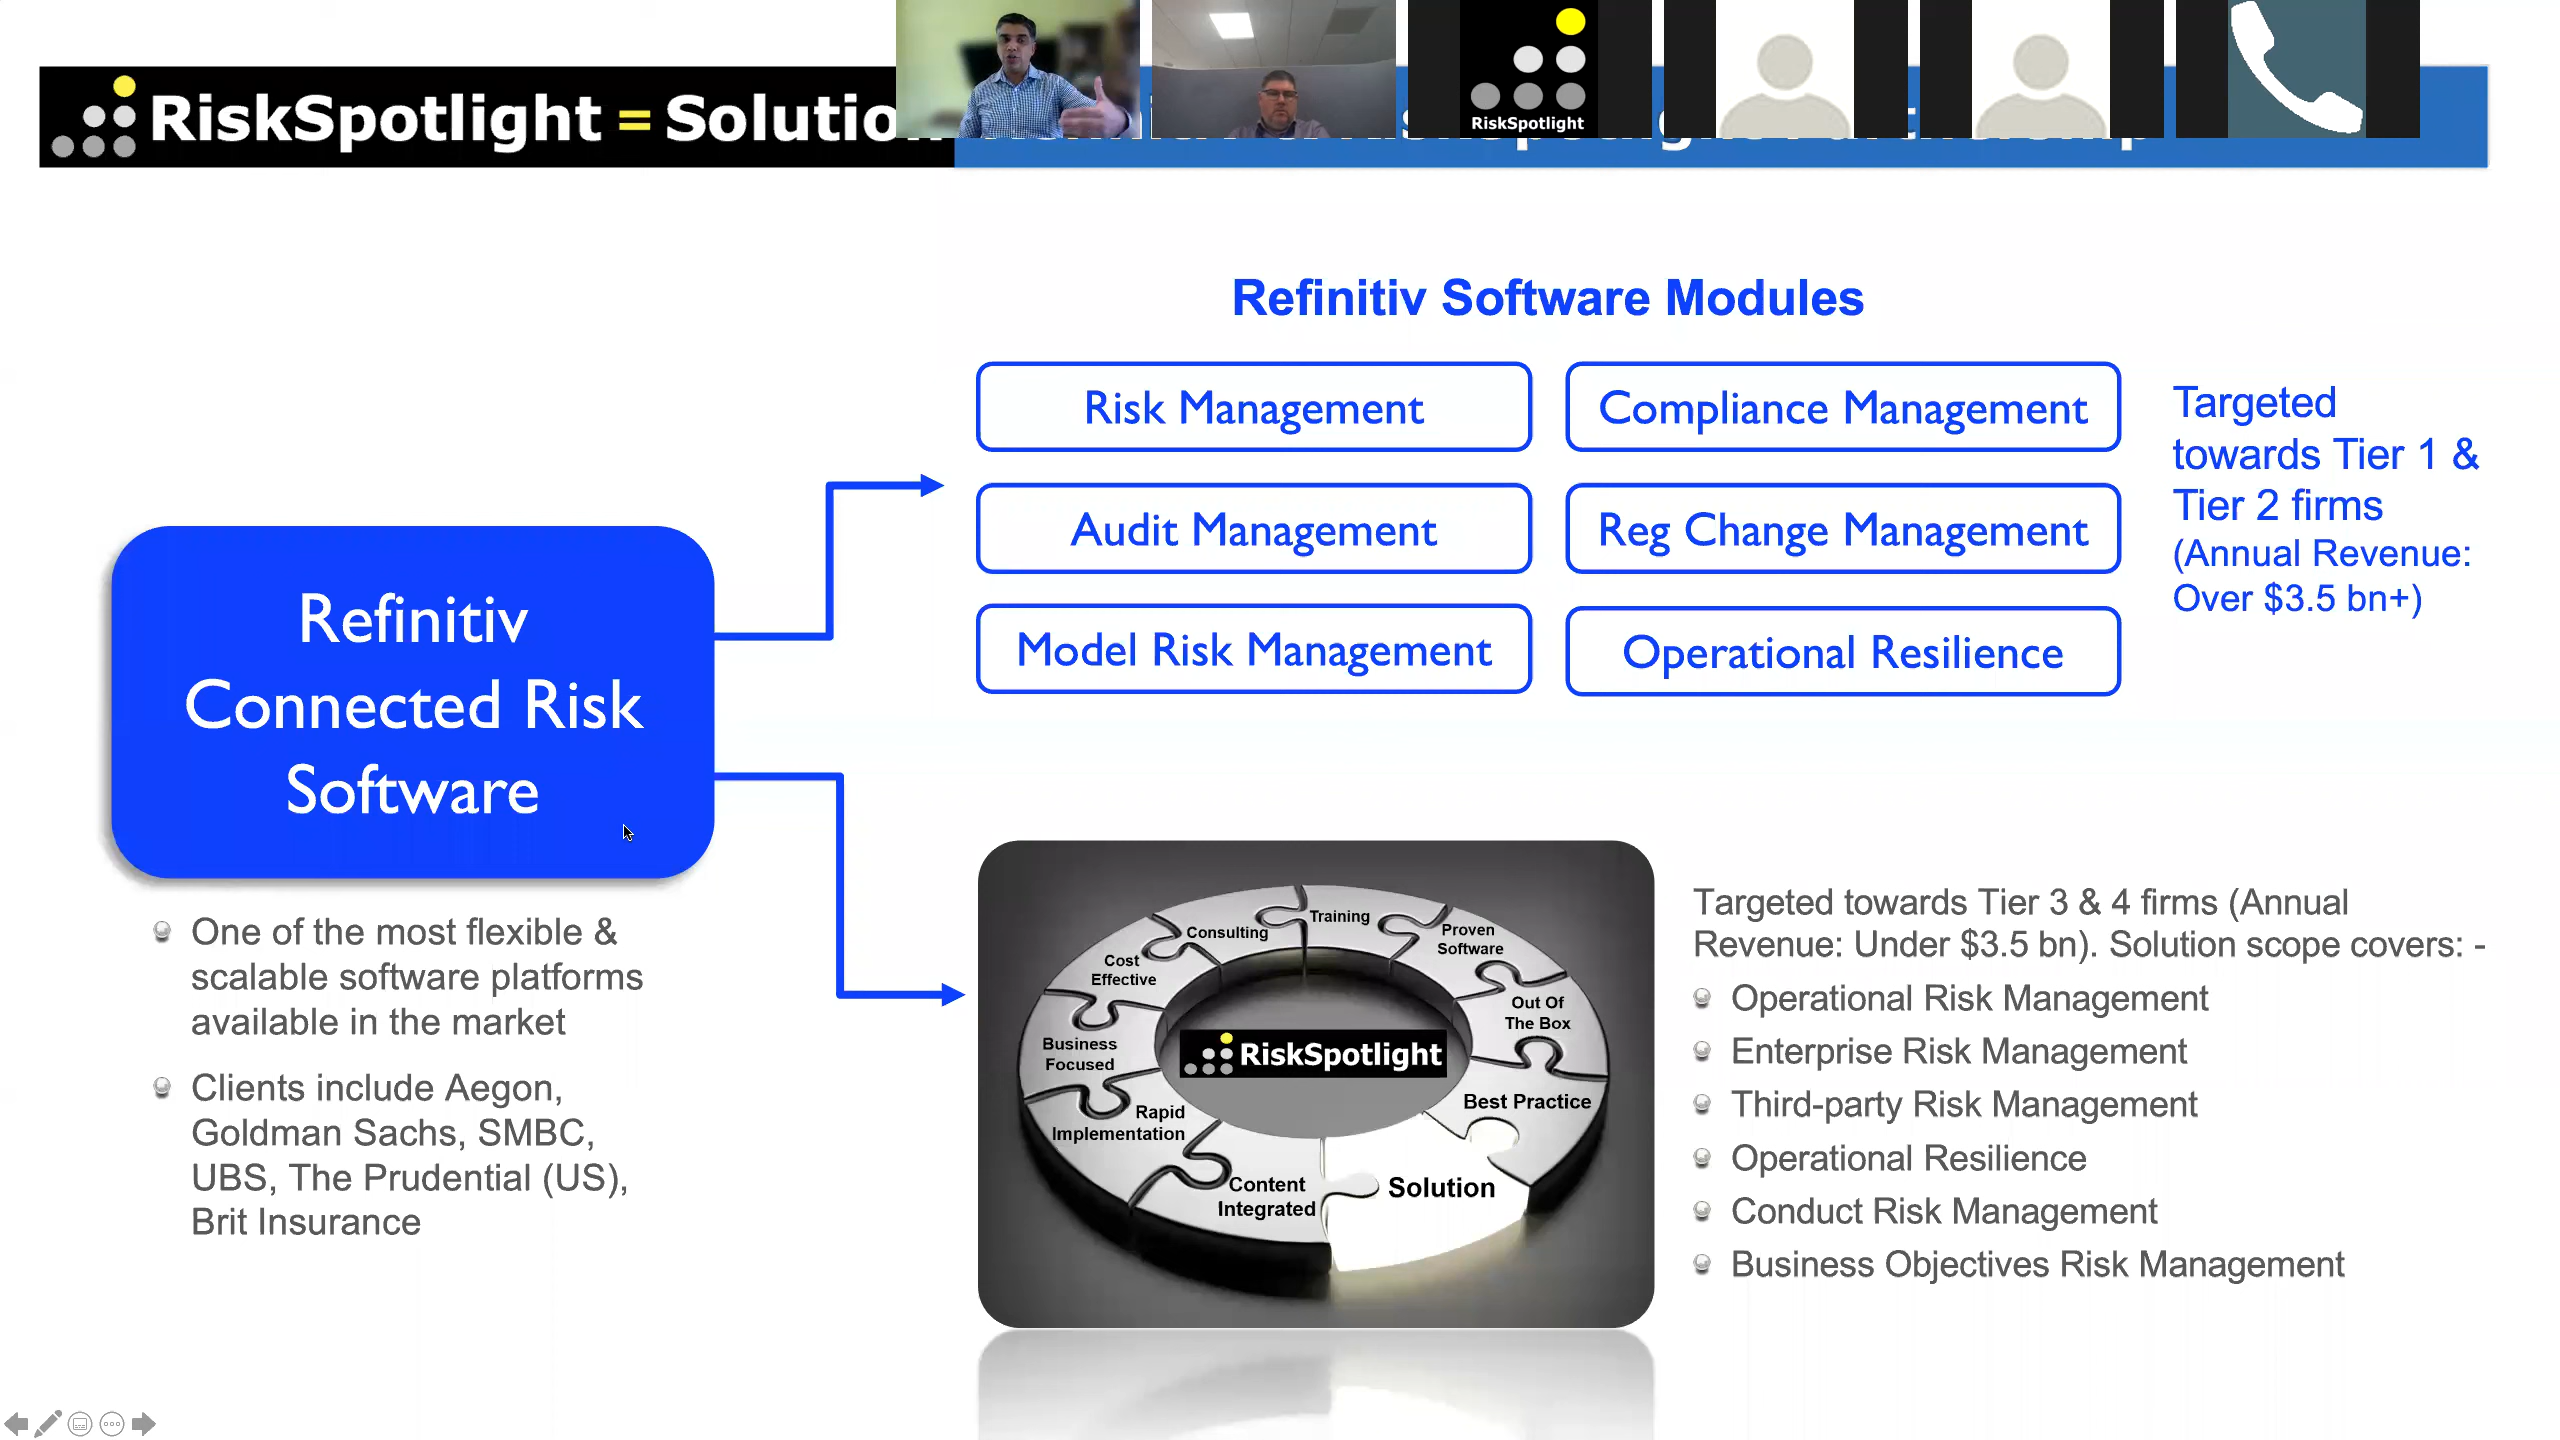 RiskSpotlight = Solutio
RiskSpotlight
Refinitiv Software Modules
Risk Management
Compliance Management
Audit Management
Reg Change Management
Model Risk Management
Operational Resilience
Targeted
towards Tier 1 &
Tier 2 firms
(Annual Revenue:
Over $3.5 bn+)
Refinitiv
Connected Risk
Software
One of the most flexible &
scalable software platforms
available in the market
Clients include Aegon,
Goldman Sachs, SMBC,
UBS, The Prudential (US),
Brit Insurance
Training
Consulting
Proven
Software
Cost
Effective
Out Of
The Box
Business
Focused
RiskSpotlight
Best Practice
Rapid
Implementation
Content
Integrated
Solution
Targeted towards Tier 3 & 4 firms (Annual
Revenue: Under $3.5 bn). Solution scope covers: -
Operational Risk Management
Enterprise Risk Management
Third-party Risk Management
Operational Resilience
Conduct Risk Management
Business Objectives Risk Management